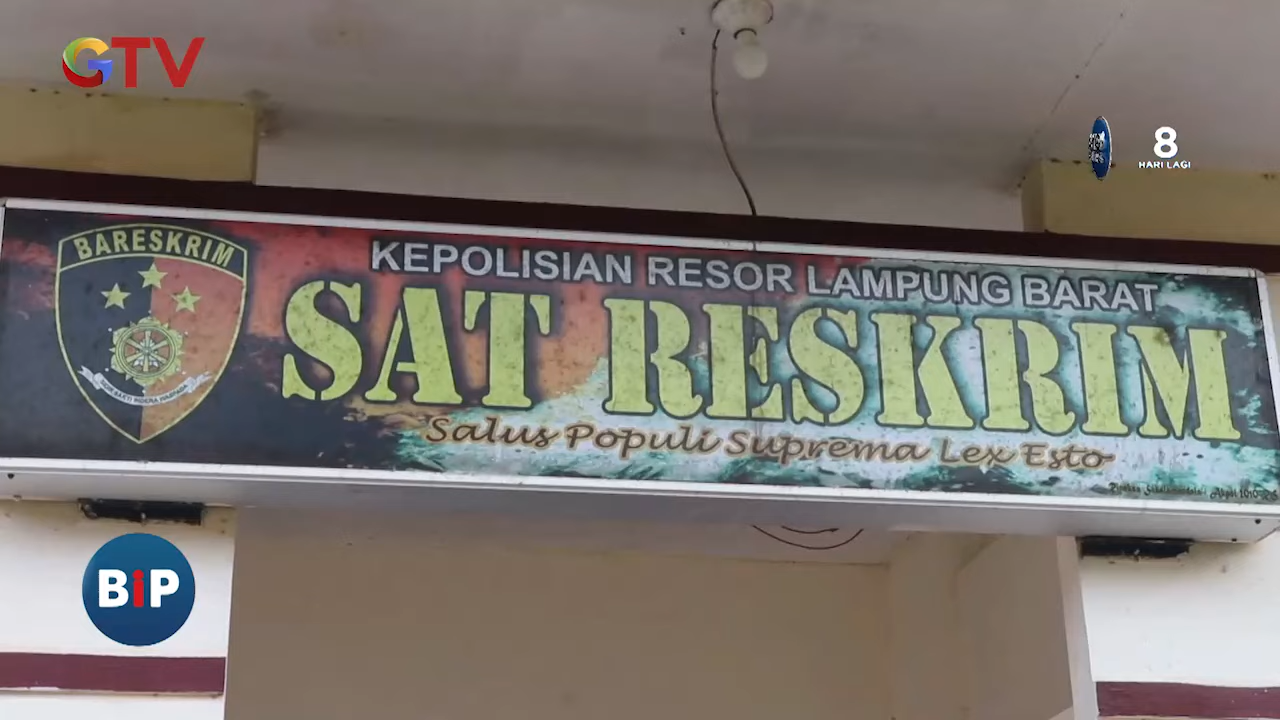 GTV
8
HARI LAGI
BARESKRIM
KEPOLISIAN RESOR LAMPUNG BARAT
SAT RESKRIM
Salus Populi Suprema Lex Esto
BiP